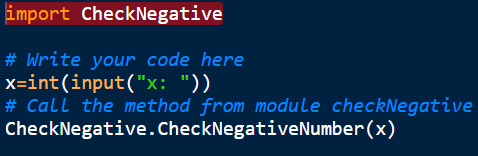 import CheckNegative
# Write your code here
x=int(input("x: "))
# Call the method from module checkNegative
CheckNegative.CheckNegativeNumber(x)